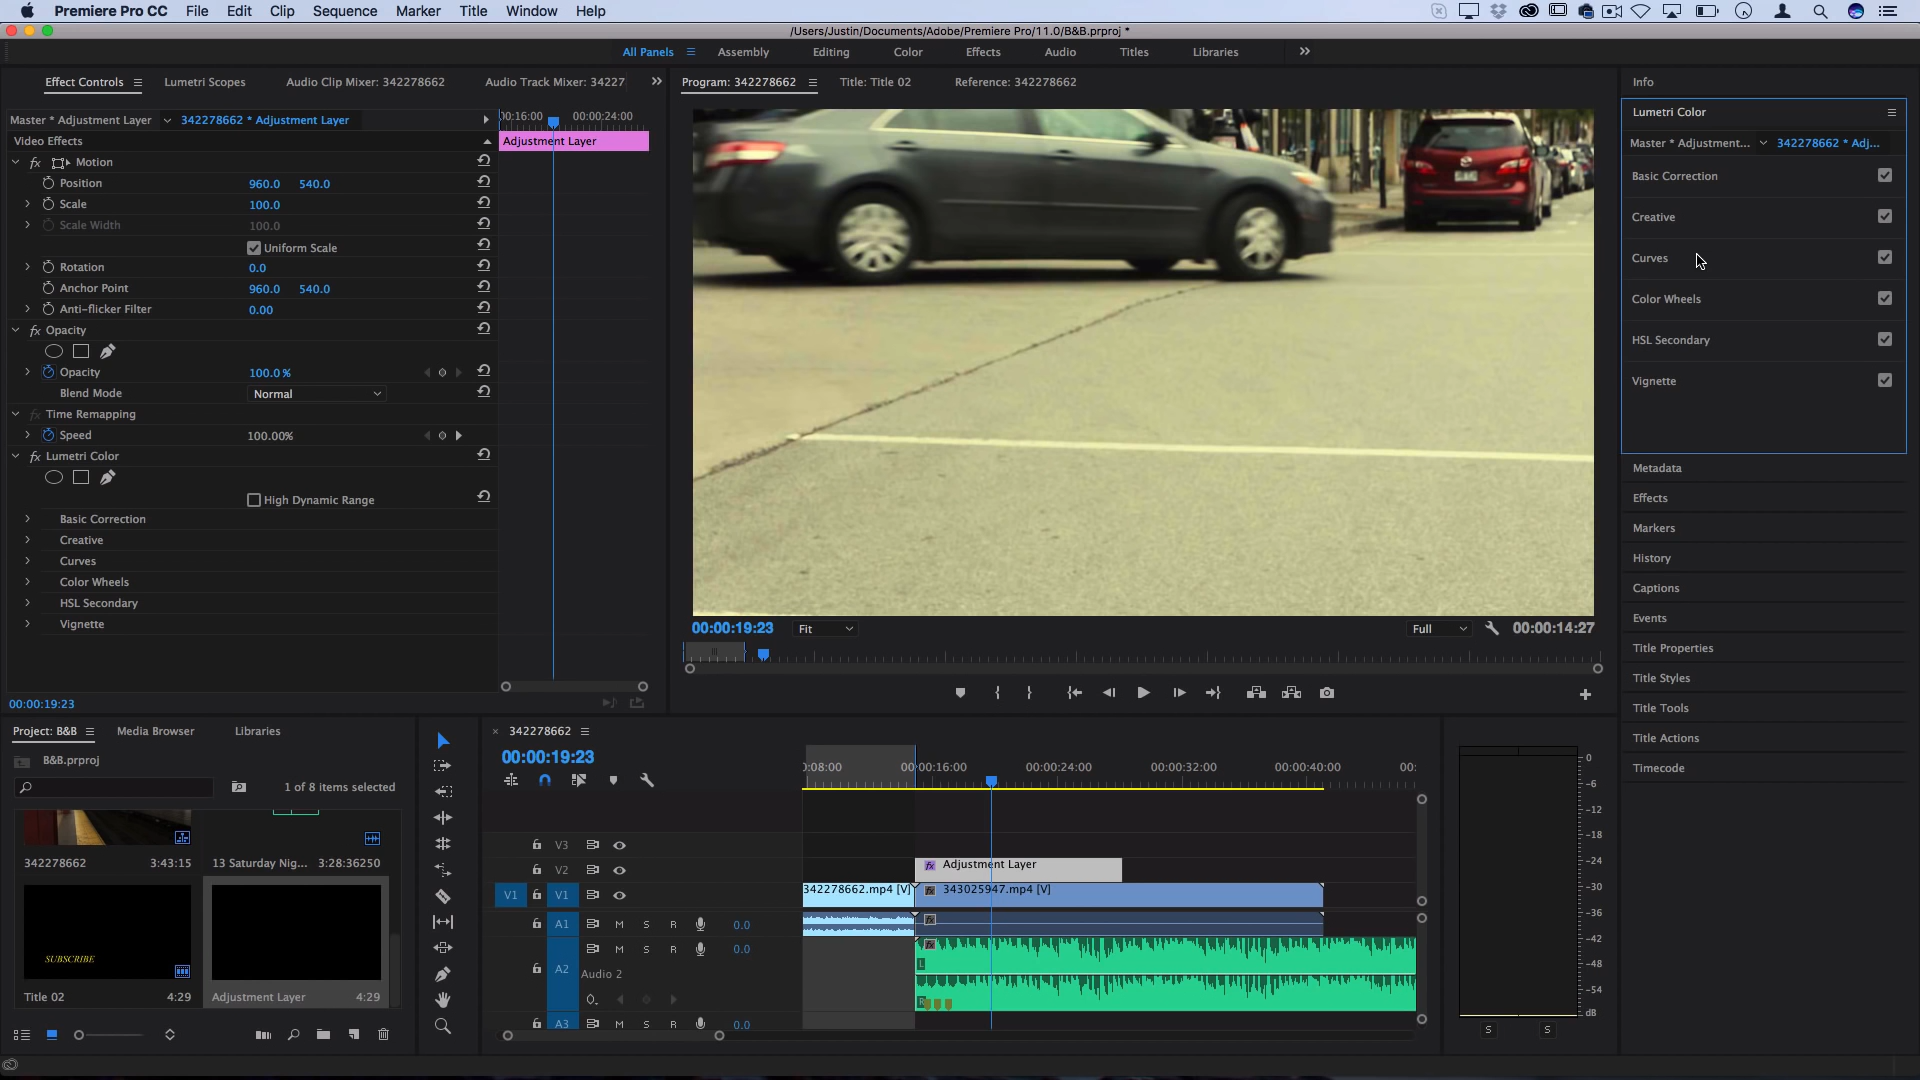 Premiere Pro CC File Edit Clip Sequence Marker Title Window Help
/Users/Justin/Documents/Adobe/Premiere Pro/11.0/B&B.prproj *
All Panels Assembly Editing Color Effects Audio Titles Libraries
Effect Controls Lumetri Scopes Audio Clip Mixer: 342278662 Audio Track Mixer: 34227
Master * Adjustment Layer 342278662 * Adjustment Layer
00:16:00 00:00:24:00
Video Effects
Adjustment Layer
fx Motion
Position 960.0 540.0
Scale 100.0
Scale Width 100.0
Uniform Scale
Rotation 0.0
Anchor Point 960.0 540.0
Anti-flicker Filter 0.00
fx Opacity
Opacity 100.0 %
Blend Mode Normal
fx Time Remapping
Speed 100.00%
fx Lumetri Color
High Dynamic Range
Basic Correction
Creative
Curves
Color Wheels
HSL Secondary
Vignette
00:00:19:23
Program: 342278662 Title: Title 02 Reference: 342278662
00:00:19:23 Fit Full 00:00:14:27
Info
Lumetri Color
Master * Adjustment... 342278662 * Adj...
Basic Correction
Creative
Curves
Color Wheels
HSL Secondary
Vignette
Metadata
Effects
Markers
History
Captions
Events
Title Properties
Title Styles
Title Tools
Title Actions
Timecode
Project: B&B Media Browser Libraries
B&B.prproj
1 of 8 items selected
342278662 3:43:15
13 Saturday Nig... 3:28:36250
SUBSCRIBE
Title 02 4:29
Adjustment Layer 4:29
342278662
00:00:19:23
0:08:00 00:00:16:00 00:00:24:00 00:00:32:00 00:00:40:00 00:
V3
V2 fx Adjustment Layer
V1 V1 342278662.mp4 [V] fx 343025947.mp4 [V]
A1 M S R 0.0 fx
M S R 0.0 fx
A2 Audio 2 L
R
A3 M S R 0.0
0
-6
-12
-18
-24
-30
-36
-42
-48
-54
dB
S S